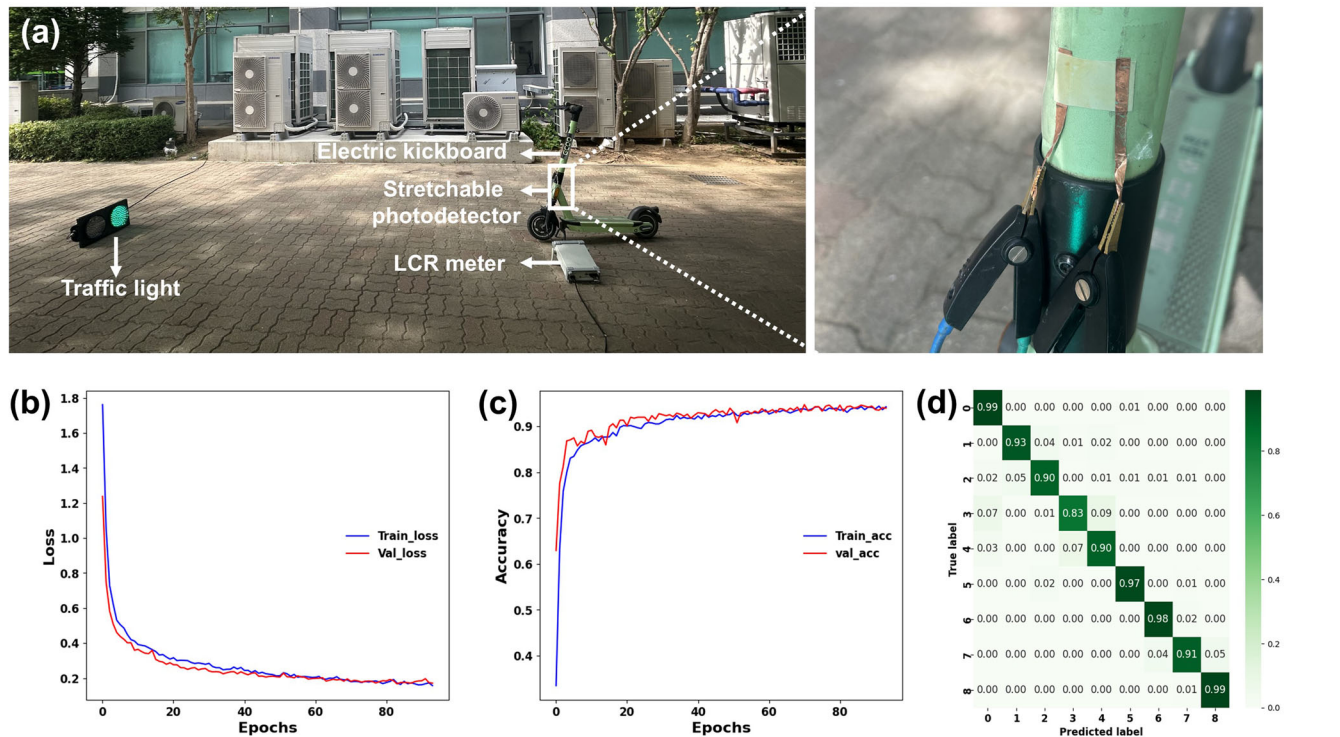 (a)
Electric kickboard
Stretchable
photodetector
LCR meter
Traffic light
(b)
1.8
1.6
1.4
1.2
1.0
0.8
0.6
0.4
0.2
Loss
Train_loss
Val_loss
0 20 40 60 80
Epochs
(c)
0.9
0.8
0.7
0.6
0.5
0.4
Accuracy
Train_acc
val_acc
0 20 40 60 80
Epochs
(d)
True label
0 0.99 0.00 0.00 0.00 0.00 0.01 0.00 0.00 0.00
1 0.00 0.93 0.04 0.01 0.02 0.00 0.00 0.00 0.00
2 0.02 0.05 0.90 0.00 0.01 0.01 0.01 0.01 0.00
3 0.07 0.00 0.01 0.83 0.09 0.00 0.00 0.00 0.00
4 0.03 0.00 0.00 0.07 0.90 0.00 0.00 0.00 0.00
5 0.00 0.00 0.02 0.00 0.00 0.97 0.00 0.01 0.00
6 0.00 0.00 0.00 0.00 0.00 0.00 0.98 0.02 0.00
7 0.00 0.00 0.00 0.00 0.00 0.00 0.04 0.91 0.05
8 0.00 0.00 0.00 0.00 0.00 0.00 0.00 0.01 0.99
0 1 2 3 4 5 6 7 8
Predicted label
0.8
0.6
0.4
0.2
0.0